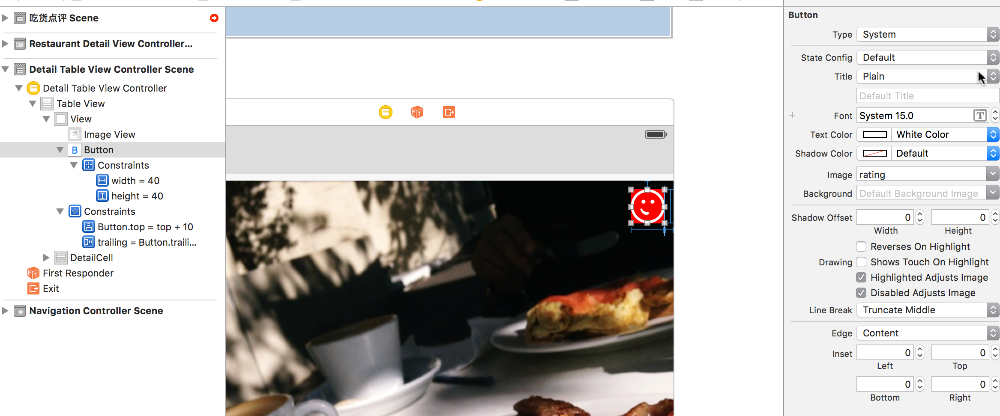 吃货点评 Scene
Restaurant Detail View Controller...
Detail Table View Controller Scene
Detail Table View Controller
Table View
View
Image View
B Button
Constraints
width = 40
height = 40
Constraints
Button.top = top + 10
trailing = Button.traili...
DetailCell
First Responder
Exit
Navigation Controller Scene
Button
Type System
State Config Default
Title Plain
Default Title
Font System 15.0 T
Text Color White Color
Shadow Color Default
Image rating
Background Default Background Image
Shadow Offset 0 0
Width Height
Reverses On Highlight
Drawing Shows Touch On Highlight
Highlighted Adjusts Image
Disabled Adjusts Image
Line Break Truncate Middle
Edge Content
Inset 0 0
Left Top
0 0
Bottom Right